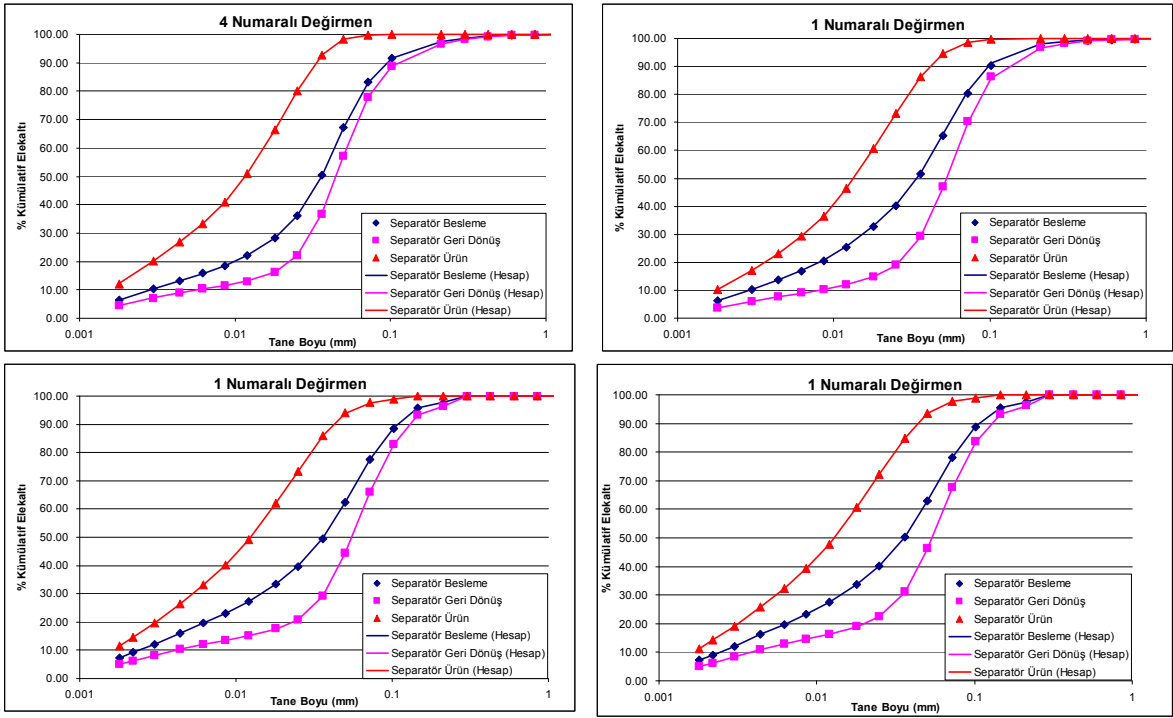 4 Numaralı Değirmen
% Kümülatif Elekaltı
100.00
90.00
80.00
70.00
60.00
50.00
40.00
30.00
20.00
10.00
0.00
Separatör Besleme
Separatör Geri Dönüş
Separatör Ürün
Separatör Besleme (Hesap)
Separatör Geri Dönüş (Hesap)
Separatör Ürün (Hesap)
0.001
0.01
0.1
1
Tane Boyu (mm)
1 Numaralı Değirmen
% Kümülatif Elekaltı
100.00
90.00
80.00
70.00
60.00
50.00
40.00
30.00
20.00
10.00
0.00
Separatör Besleme
Separatör Geri Dönüş
Separatör Ürün
Separatör Besleme (Hesap)
Separatör Geri Dönüş (Hesap)
Separatör Ürün (Hesap)
0.001
0.01
0.1
1
Tane Boyu (mm)
1 Numaralı Değirmen
% Kümülatif Elekaltı
100.00
90.00
80.00
70.00
60.00
50.00
40.00
30.00
20.00
10.00
0.00
Separatör Besleme
Separatör Geri Dönüş
Separatör Ürün
Separatör Besleme (Hesap)
Separatör Geri Dönüş (Hesap)
Separatör Ürün (Hesap)
0.001
0.01
0.1
1
Tane Boyu (mm)
1 Numaralı Değirmen
% Kümülatif Elekaltı
100.00
90.00
80.00
70.00
60.00
50.00
40.00
30.00
20.00
10.00
0.00
Separatör Besleme
Separatör Geri Dönüş
Separatör Ürün
Separatör Besleme (Hesap)
Separatör Geri Dönüş (Hesap)
Separatör Ürün (Hesap)
0.001
0.01
0.1
1
Tane Boyu (mm)